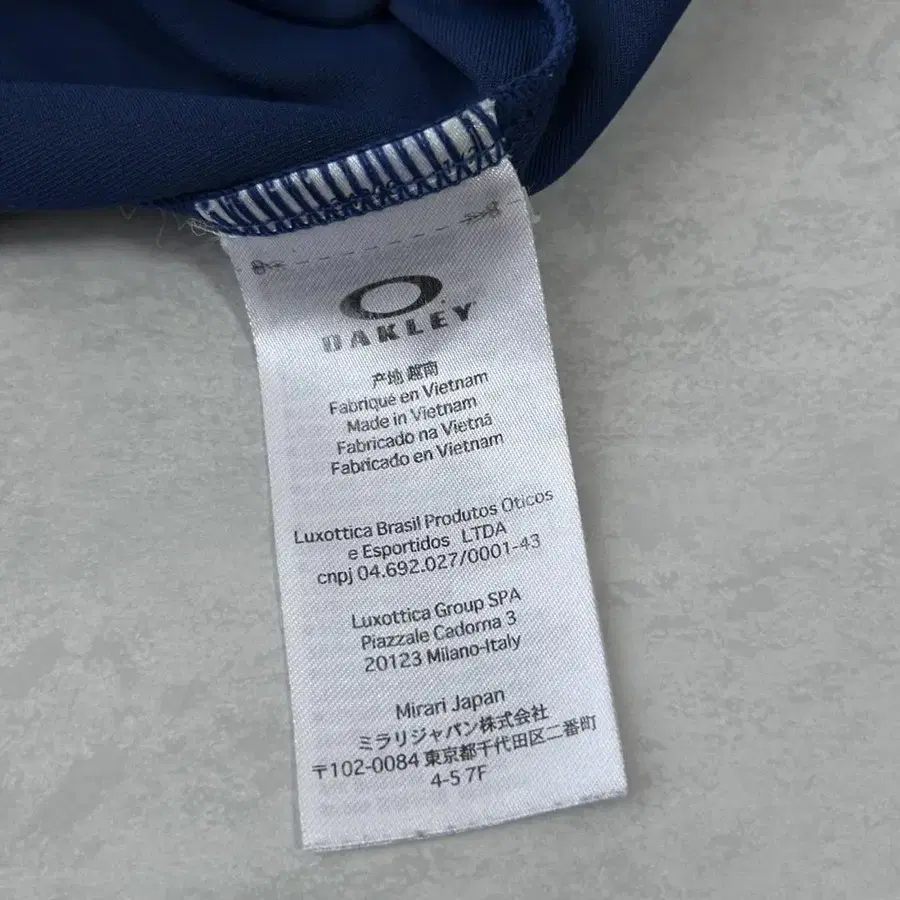 OAKLEY
产地 越南
Fabriqué en Vietnam
Made in Vietnam
Fabricado na Vietnã
Fabricado en Vietnam
Luxottica Brasil Produtos Oticos
e Esportidos LTDA
cnpj 04.692.027/0001-43
Luxottica Group SPA
Piazzale Cadorna 3
20123 Milano-Italy
Mirari Japan
ミラリジャパン株式会社
〒102-0084 東京都千代田区二番町
4-5 7F